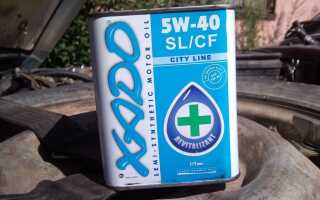 XADO
SEMI-SYNTHETIC MOTOR OIL
5W-40
SL/CF
CITY LINE
REVITALIZANT